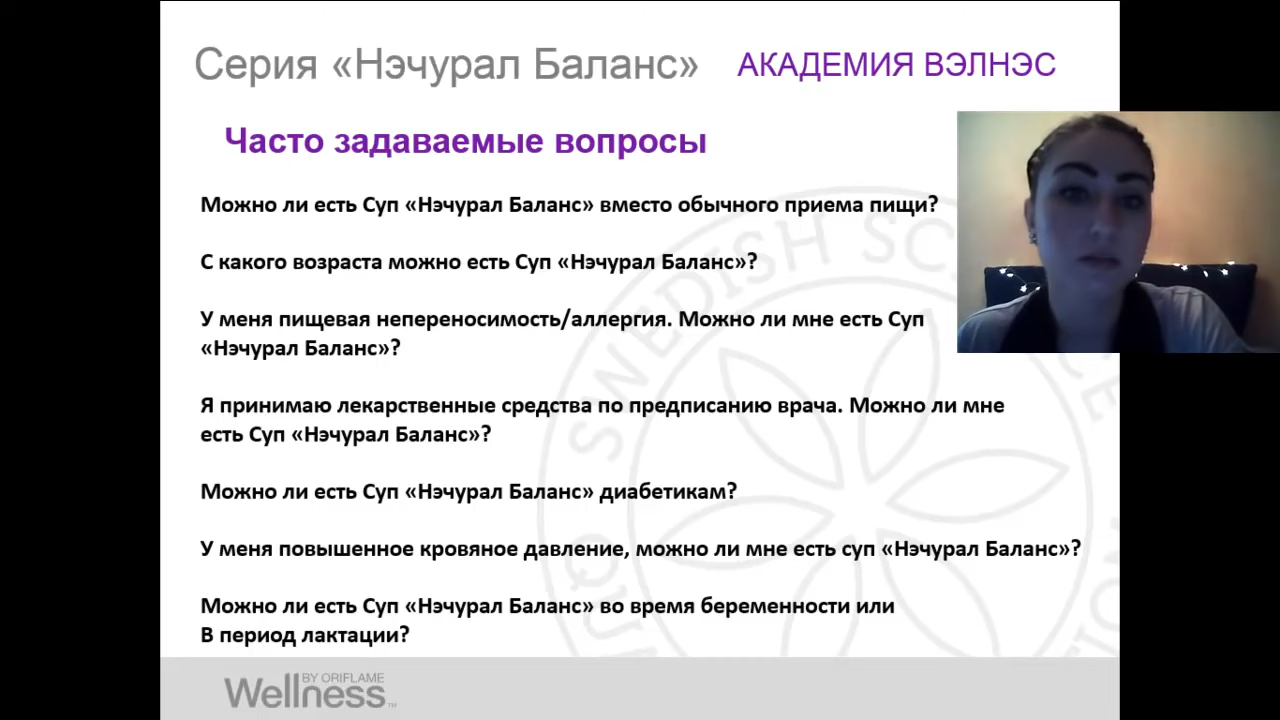 Серия «Нэчурал Баланс» АКАДЕМИЯ ВЭЛНЭС
Часто задаваемые вопросы
Можно ли есть Суп «Нэчурал Баланс» вместо обычного приема пищи?
С какого возраста можно есть Суп «Нэчурал Баланс»?
У меня пищевая непереносимость/аллергия. Можно ли мне есть Суп
«Нэчурал Баланс»?
Я принимаю лекарственные средства по предписанию врача. Можно ли мне
есть Суп «Нэчурал Баланс»?
Можно ли есть Суп «Нэчурал Баланс» диабетикам?
У меня повышенное кровяное давление, можно ли мне есть суп «Нэчурал Баланс»?
Можно ли есть Суп «Нэчурал Баланс» во время беременности или
В период лактации?
SWEDISH
BY ORIFLAME
Wellness™